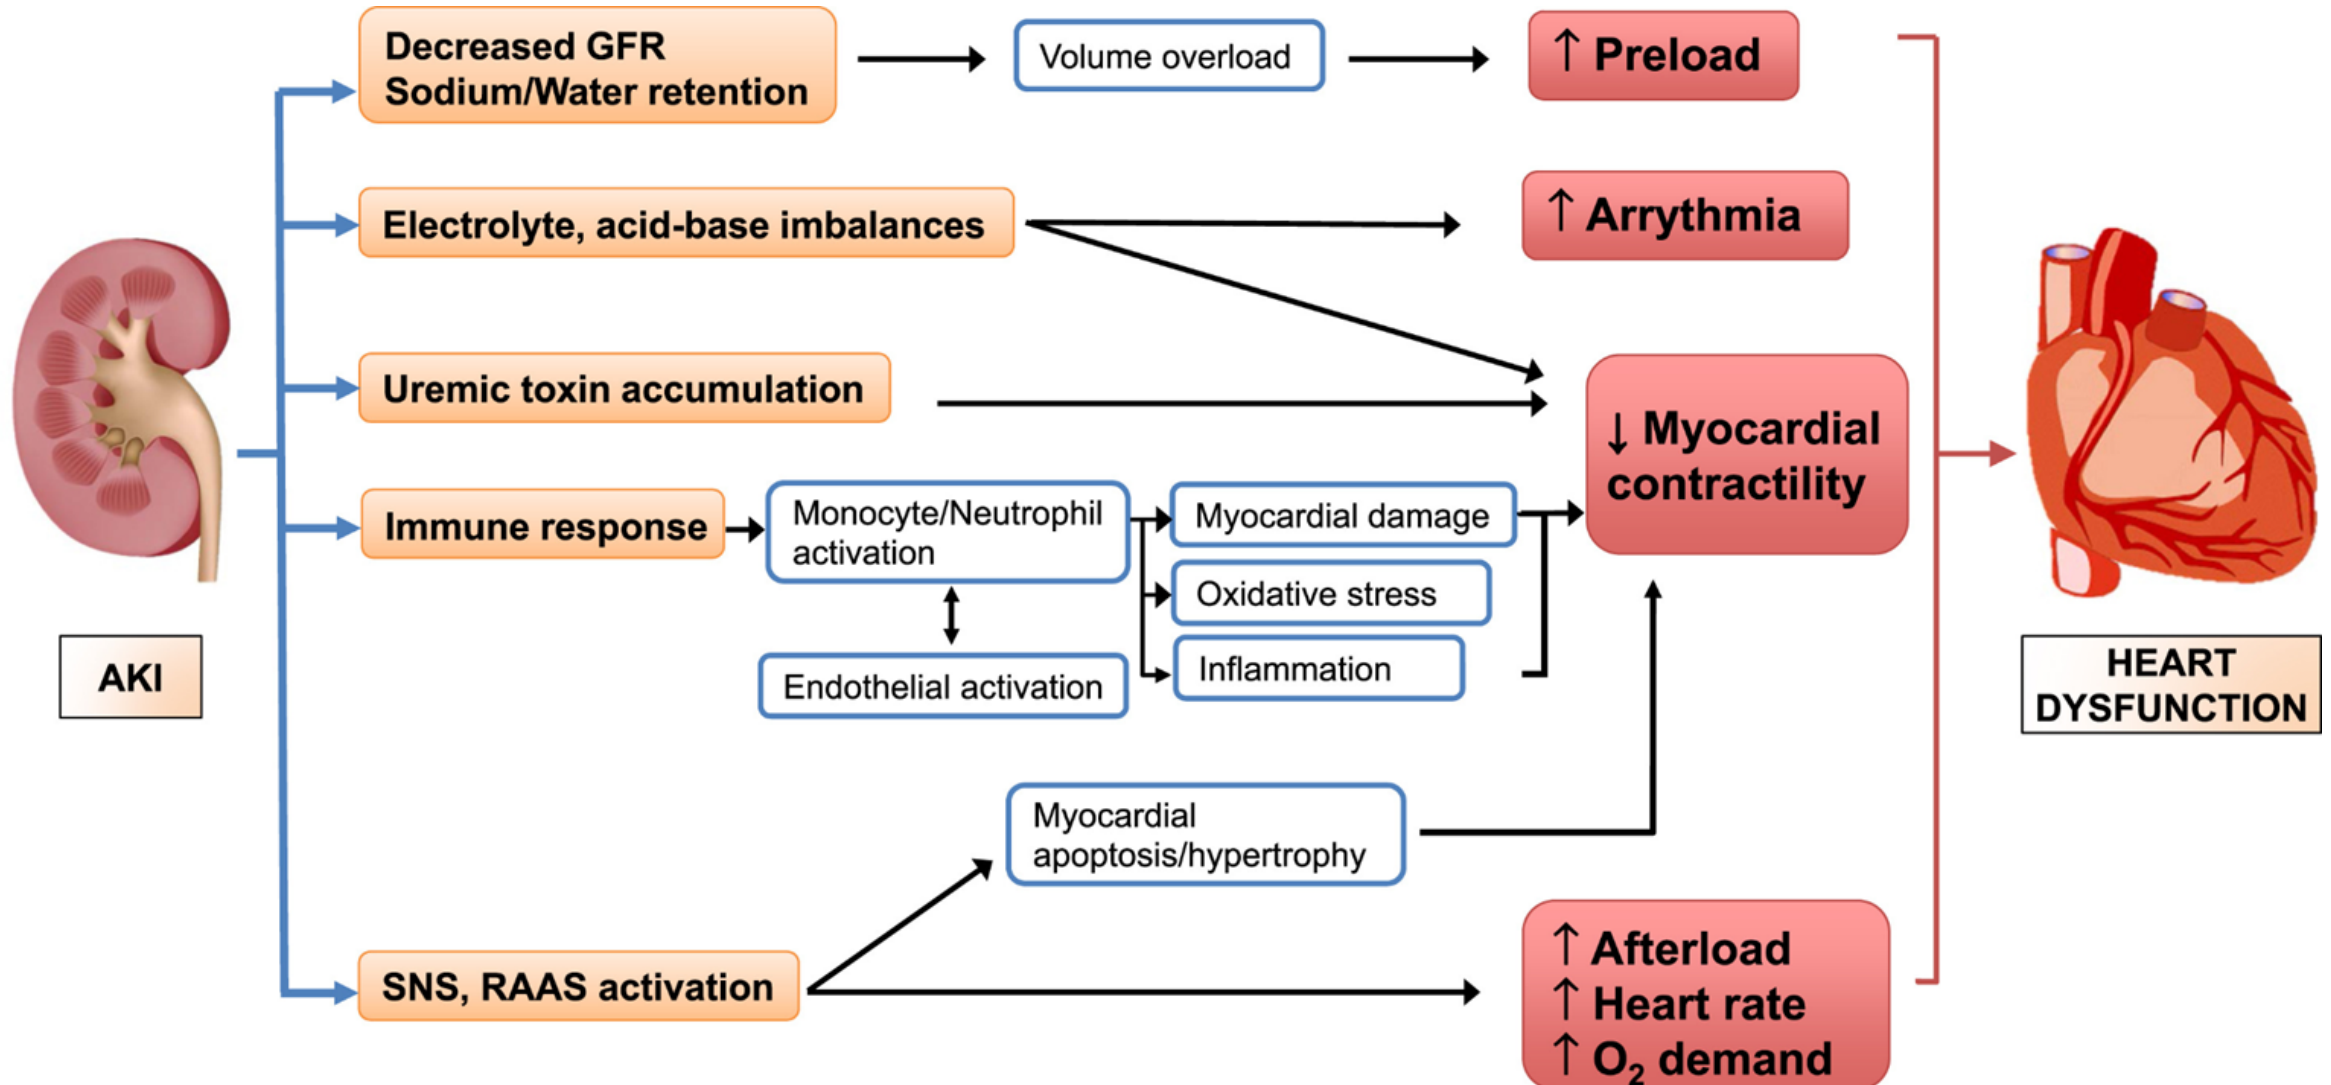 Decreased GFR
Sodium/Water retention
Volume overload
↑ Preload
Electrolyte, acid-base imbalances
↑ Arrythmia
Uremic toxin accumulation
↓ Myocardial
contractility
Immune response
Monocyte/Neutrophil
activation
Myocardial damage
Oxidative stress
Inflammation
Endothelial activation
AKI
HEART
DYSFUNCTION
Myocardial
apoptosis/hypertrophy
SNS, RAAS activation
↑ Afterload
↑ Heart rate
↑ O₂ demand